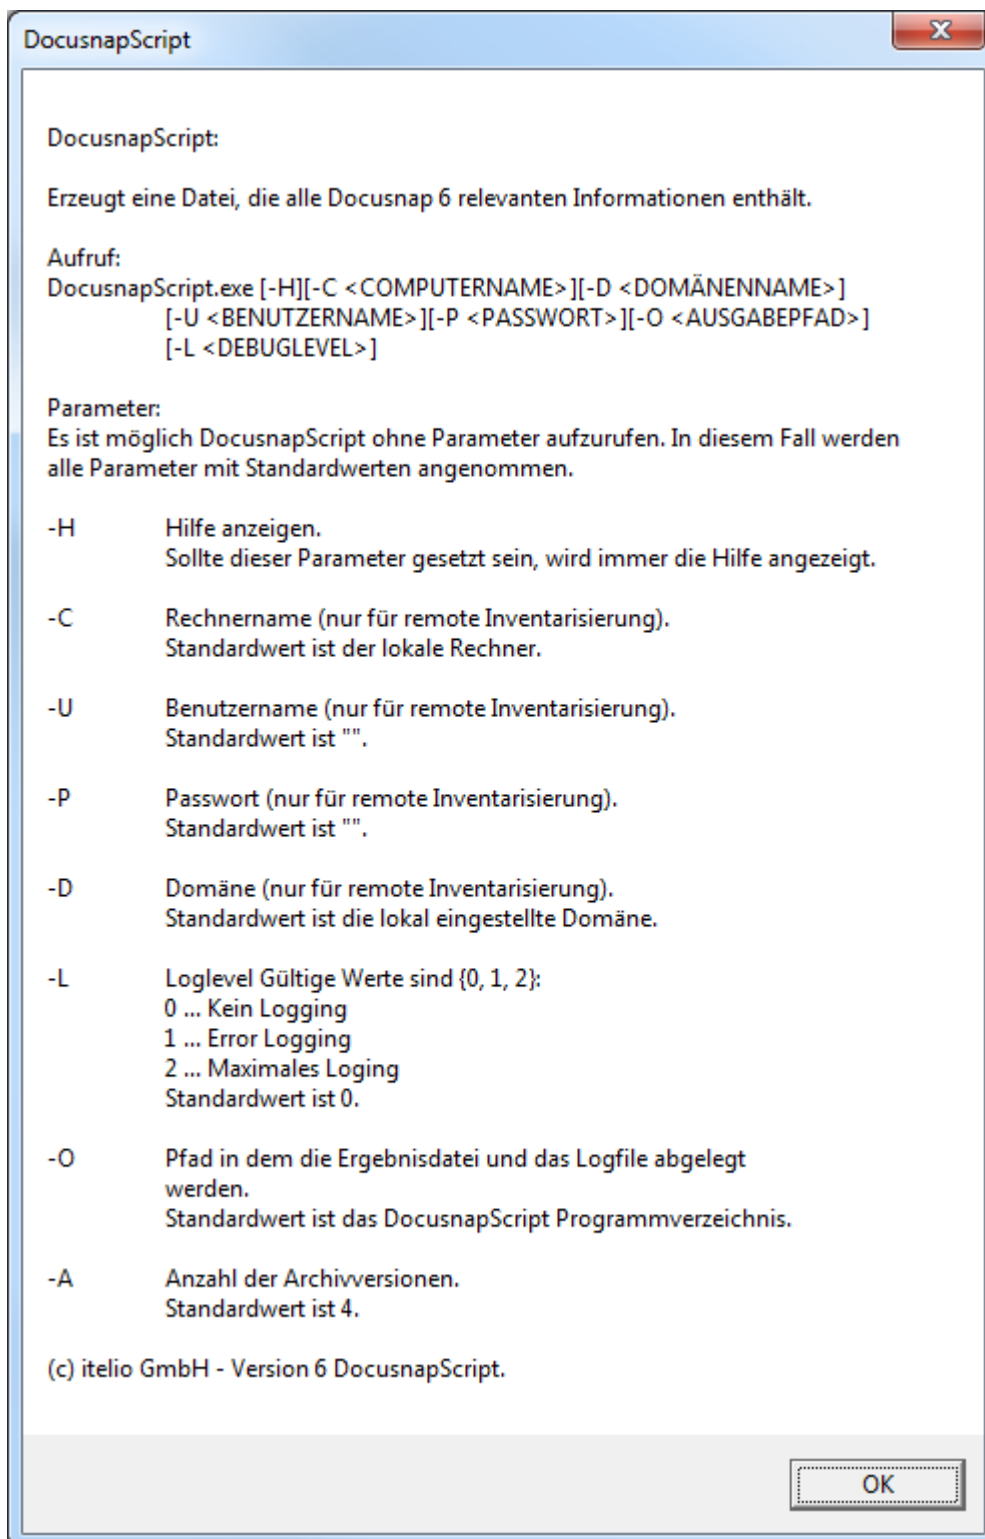 DocusnapScript
DocusnapScript:
Erzeugt eine Datei, die alle Docusnap 6 relevanten Informationen enthält.
Aufruf:
DocusnapScript.exe [-H][-C <COMPUTERNAME>][-D <DOMÄNENNAME>]
[-U <BENUTZERNAME>][-P <PASSWORT>][-O <AUSGABEPFAD>]
[-L <DEBUGLEVEL>]
Parameter:
Es ist möglich DocusnapScript ohne Parameter aufzurufen. In diesem Fall werden
alle Parameter mit Standardwerten angenommen.
-H Hilfe anzeigen.
Sollte dieser Parameter gesetzt sein, wird immer die Hilfe angezeigt.
-C Rechnername (nur für remote Inventarisierung).
Standardwert ist der lokale Rechner.
-U Benutzername (nur für remote Inventarisierung).
Standardwert ist "".
-P Passwort (nur für remote Inventarisierung).
Standardwert ist "".
-D Domäne (nur für remote Inventarisierung).
Standardwert ist die lokal eingestellte Domäne.
-L Loglevel Gültige Werte sind {0, 1, 2}:
0 ... Kein Logging
1 ... Error Logging
2 ... Maximales Loging
Standardwert ist 0.
-O Pfad in dem die Ergebnisdatei und das Logfile abgelegt
werden.
Standardwert ist das DocusnapScript Programmverzeichnis.
-A Anzahl der Archivversionen.
Standardwert ist 4.
(c) itelio GmbH - Version 6 DocusnapScript.
OK